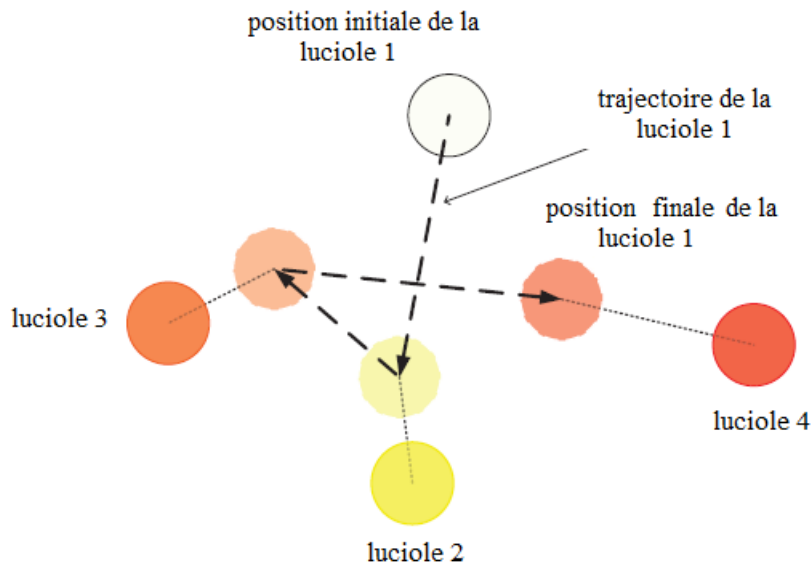 position initiale de la
luciole 1
trajectoire de la
luciole 1
position finale de la
luciole 1
luciole 3
luciole 4
luciole 2